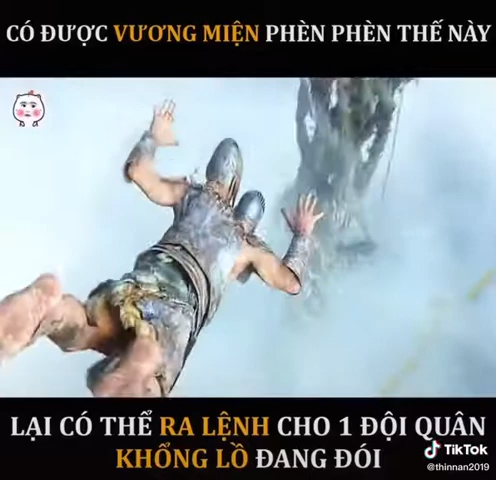 CÓ ĐƯỢC VƯƠNG MIỆN PHÈN PHÈN THẾ NÀY
LẠI CÓ THỂ RA LỆNH CHO 1 ĐỘI QUÂN
KHỔNG LỒ ĐANG ĐÓI
TikTok
@thinnan2019